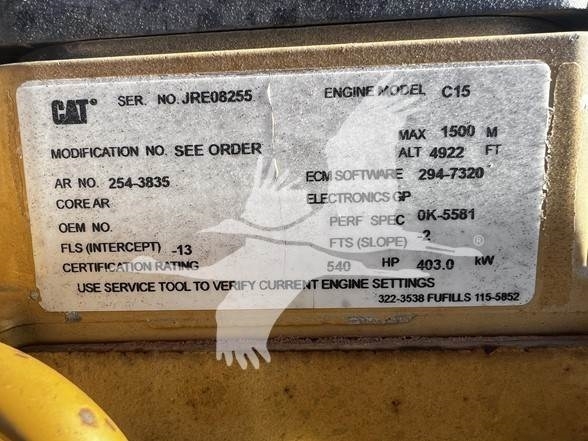 CAT® SER. NO. JRE08255 ENGINE MODEL C15
MAX 1500 M
MODIFICATION NO. SEE ORDER ALT 4922 FT
AR NO. 254-3835 ECM SOFTWARE 294-7320
CORE AR ELECTRONICS GP
OEM NO. PERF SPEC 0K-5581
FLS (INTERCEPT) -13 FTS (SLOPE) -2
CERTIFICATION RATING 540 HP 403.0 kW
USE SERVICE TOOL TO VERIFY CURRENT ENGINE SETTINGS
322-3538 FUFILLS 115-5852
®